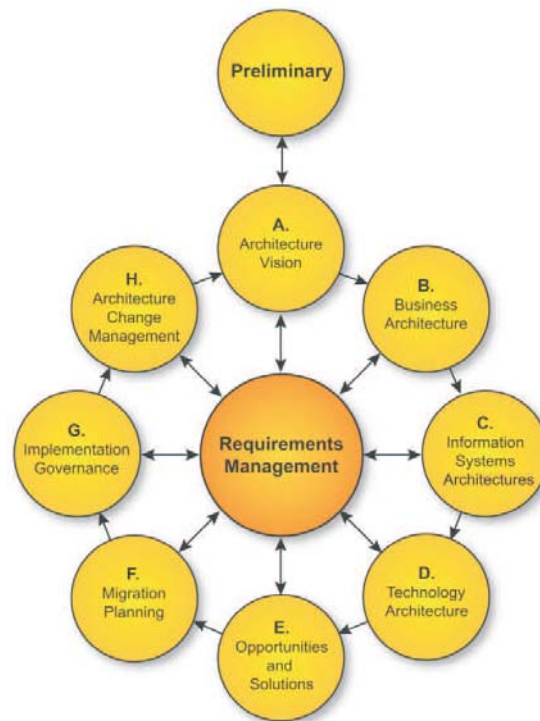 Preliminary
A.
Architecture
Vision
B.
Business
Architecture
C.
Information
Systems
Architectures
D.
Technology
Architecture
E.
Opportunities
and
Solutions
F.
Migration
Planning
G.
Implementation
Governance
H.
Architecture
Change
Management
Requirements
Management